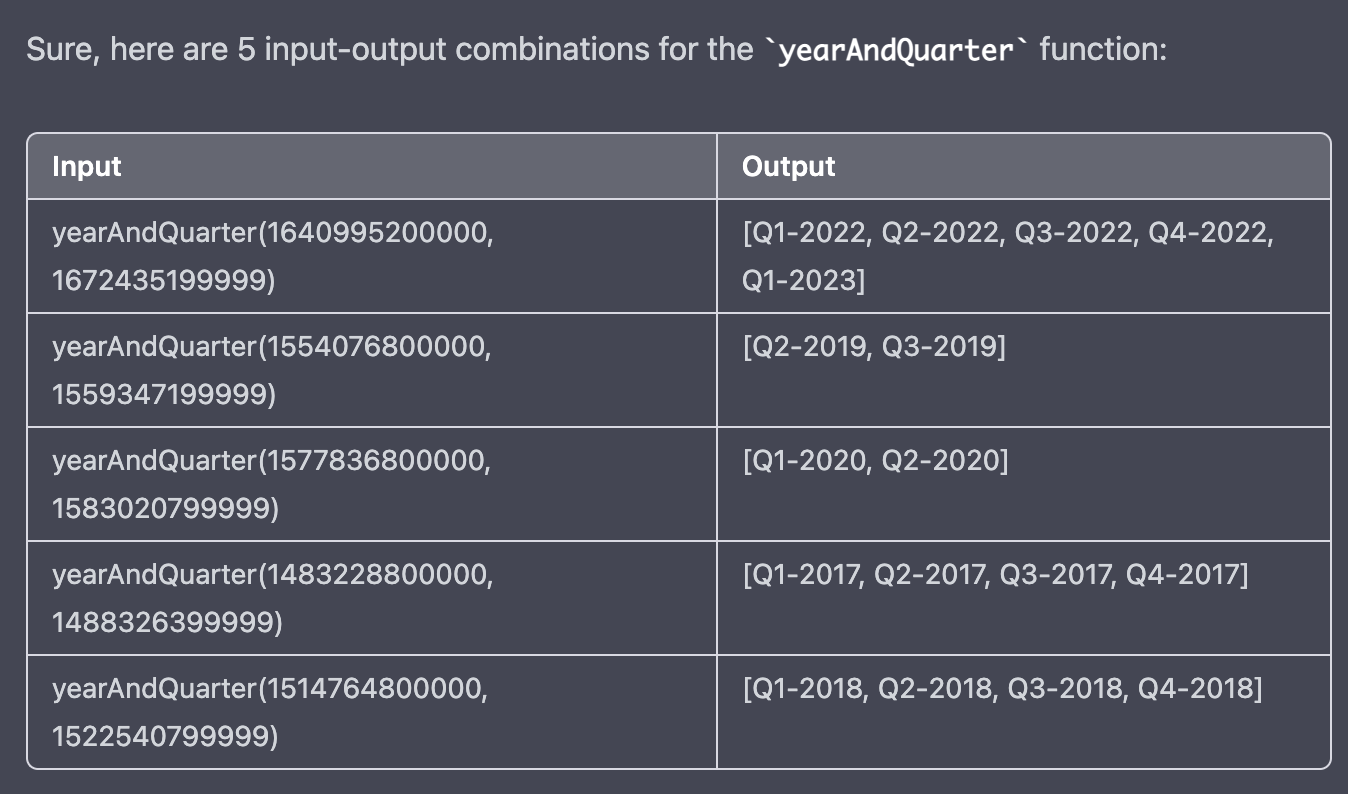 Sure, here are 5 input-output combinations for the `yearAndQuarter` function:
Input
Output
yearAndQuarter(1640995200000,
1672435199999)
[Q1-2022, Q2-2022, Q3-2022, Q4-2022,
Q1-2023]
yearAndQuarter(1554076800000,
1559347199999)
[Q2-2019, Q3-2019]
yearAndQuarter(1577836800000,
1583020799999)
[Q1-2020, Q2-2020]
yearAndQuarter(1483228800000,
1488326399999)
[Q1-2017, Q2-2017, Q3-2017, Q4-2017]
yearAndQuarter(1514764800000,
1522540799999)
[Q1-2018, Q2-2018, Q3-2018, Q4-2018]